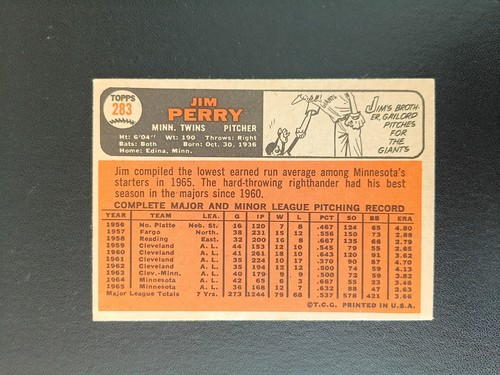 TOPPS
283
JIM
PERRY
MINN. TWINS PITCHER
Ht: 6'04" Wt: 190 Throws: Right
Bats: Both Born: Oct. 30, 1936
Home: Edina, Minn.
GIANTS
JIM'S BROTH-
ER, GAYLORD
PITCHES
FOR
THE
GIANTS
Jim compiled the lowest earned run average among Minnesota's
starters in 1965. The hard-throwing righthander had his best
season in the majors since 1960.
COMPLETE MAJOR AND MINOR LEAGUE PITCHING RECORD
YEAR TEAM LEA. G IP W L PCT SO BB ERA
1956 No. Platte Neb. St. 16 120 7 8 .467 124 65 4.80
1957 Fargo North. 38 231 15 12 .556 150 73 2.88
1958 Reading East. 32 200 16 8 .667 135 66 2.79
1959 Cleveland A. L. 44 153 12 10 .545 79 55 2.65
1960 Cleveland A. L. 41 261 18 10 .643 120 91 3.62
1961 Cleveland A. L. 35 224 10 17 .370 90 87 4.70
1962 Cleveland A. L. 35 194 12 12 .500 74 59 4.13
1963 Clev.-Minn. A. L. 40 179 9 9 .500 72 59 3.82
1964 Minnesota A. L. 42 65 6 3 .667 55 23 3.46
1965 Minnesota A. L. 36 168 12 7 .632 88 47 2.63
Major League Totals 7 Yrs. 273 1244 79 68 .537 578 421 3.66
©T.C.G. PRINTED IN U.S.A.